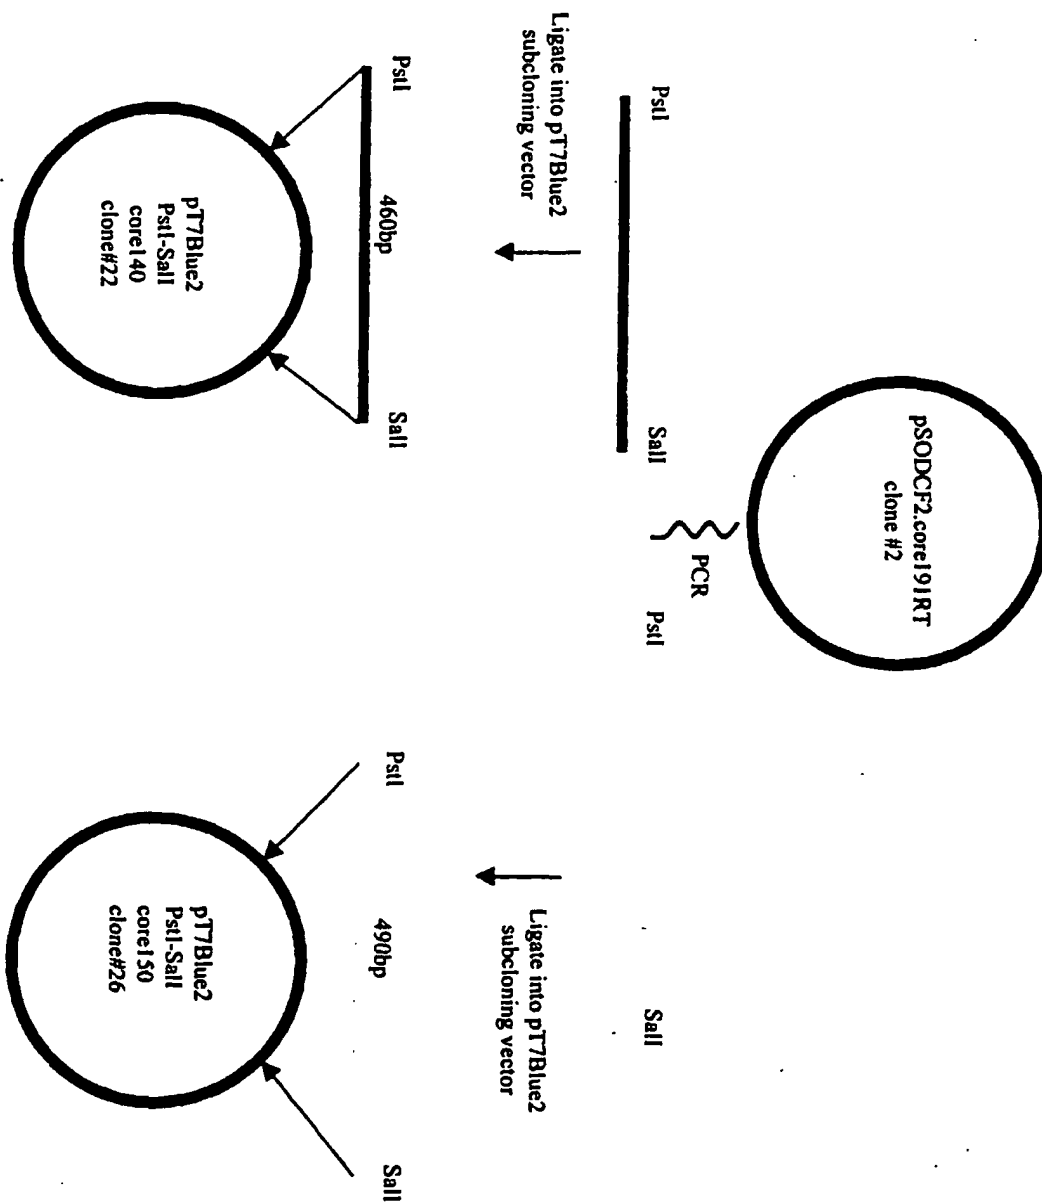 pSODCF2.core191RT
clone #2
PCR
PstI
SalI
PstI
SalI
Ligate into pT7Blue2
subcloning vector
Ligate into pT7Blue2
subcloning vector
PstI
460bp
SalI
PstI
490bp
SalI
pT7Blue2
PstI-SalI
core140
clone#22
pT7Blue2
PstI-SalI
core150
clone#26